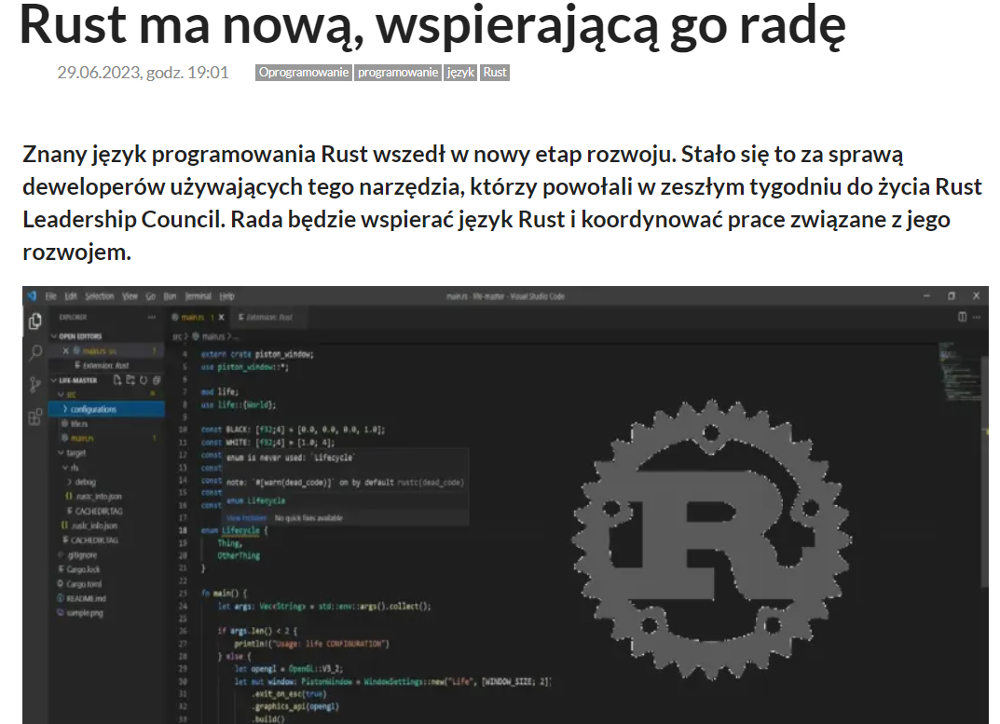 Rust ma nową, wspierającą go radę
29.06.2023, godz. 19:01 Oprogramowanie programowanie język Rust
Znany język programowania Rust wszedł w nowy etap rozwoju. Stało się to za sprawą
deweloperów używających tego narzędzia, którzy powołali w zeszłym tygodniu do życia Rust
Leadership Council. Rada będzie wspierać język Rust i koordynować prace związane z jego
rozwojem.
File Edit Selection View Go Run Terminal Help main.rs - life-master - Visual Studio Code
EXPLORER ...
main.rs 1 X Extension: Rust
OPEN EDITORS
src > main.rs > ...
X main.rs src 1
Extension: Rust
LIFE-MASTER
src
configurations
life.rs
main.rs 1
target
rls
debug
{} .rustc_info.json
CACHEDIR.TAG
{} .rustc_info.json
CACHEDIR.TAG
.gitignore
Cargo.lock
Cargo.toml
README.md
sample.png
4 extern crate piston_window;
5 use piston_window::*;
6
7 mod life;
8 use life::{World};
9
10 const BLACK: [f32;4] = [0.0, 0.0, 0.0, 1.0];
11 const WHITE: [f32;4] = [1.0; 4];
12 const enum is never used: `Lifecycle`
13 const
14 const note: `#[warn(dead_code)]` on by default rustc(dead_code)
15 const
16 const enum Lifecycle
17 View Problem No quick fixes available
18 enum Lifecycle {
19 Thing,
20 OtherThing
21 }
22
23 fn main() {
24 let args: Vec<String> = std::env::args().collect();
25
26 if args.len() < 2 {
27 println!("Usage: life CONFIGURATION")
28 } else {
29 let opengl = OpenGL::V3_2;
30 let mut window: PistonWindow = WindowSettings::new("Life", [WINDOW_SIZE; 2])
31 .exit_on_esc(true)
32 .graphics_api(opengl)
33 .build()
R